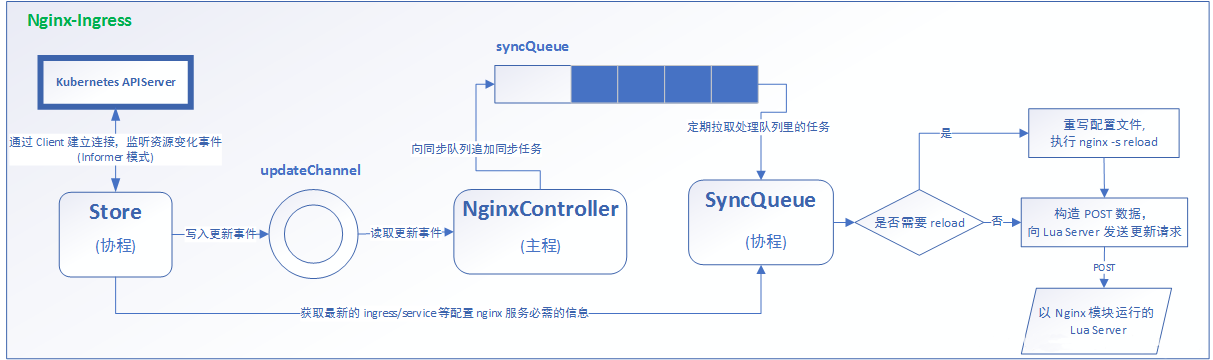 Nginx-Ingress
Kubernetes APIServer
通过 Client 建立连接，监听资源变化事件
(Informer 模式)
Store
(协程)
写入更新事件
updateChannel
读取更新事件
NginxController
(主程)
向同步队列追加同步任务
syncQueue
定期拉取处理队列里的任务
SyncQueue
(协程)
获取最新的 ingress/service 等配置 nginx 服务必需的信息
是否需要 reload
是
否
重写配置文件,
执行 nginx -s reload
构造 POST 数据，
向 Lua Server 发送更新请求
POST
以 Nginx 模块运行的
Lua Server